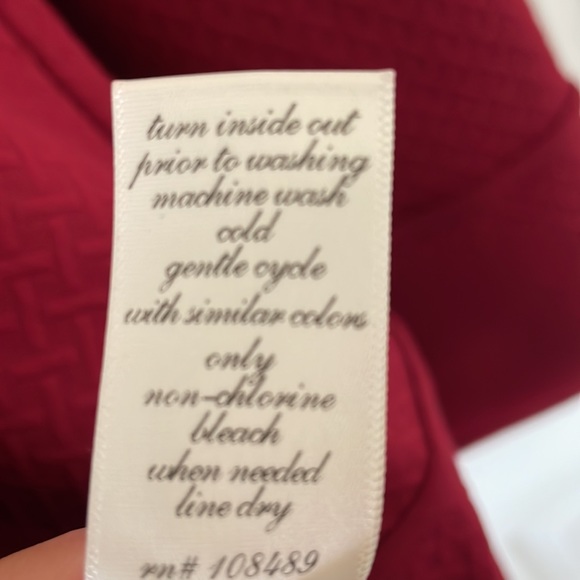 turn inside out
prior to washing
machine wash
cold
gentle cycle
with similar colors
only
non-chlorine
bleach
when needed
line dry
rn# 108489